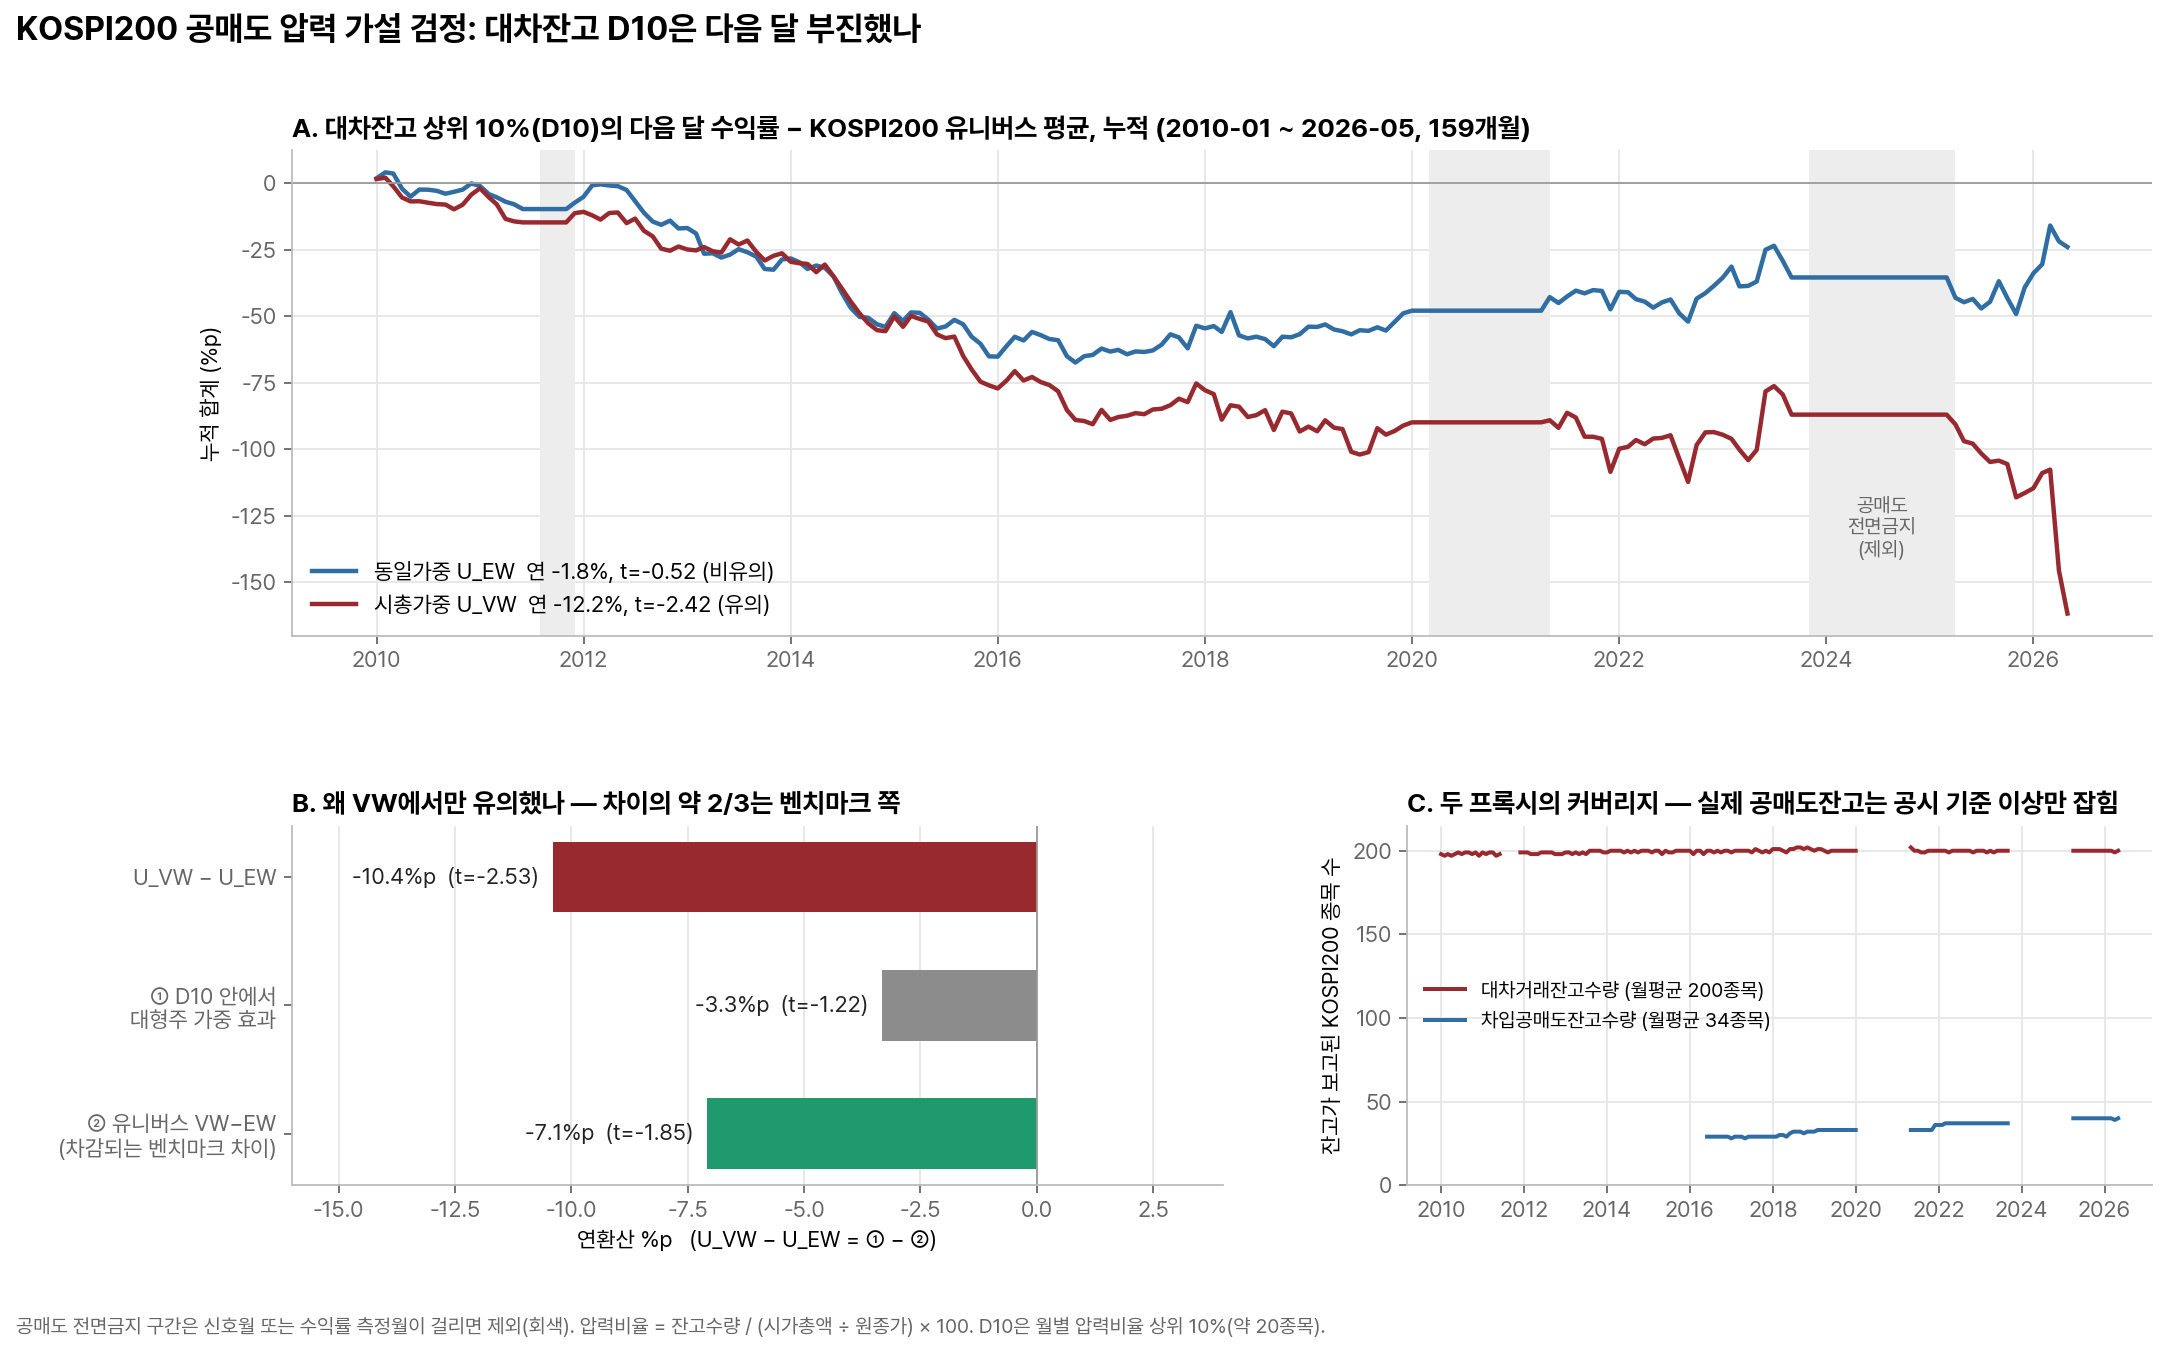 KOSPI200 공매도 압력 가설 검정: 대차잔고 D10은 다음 달 부진했나
A. 대차잔고 상위 10%(D10)의 다음 달 수익률 − KOSPI200 유니버스 평균, 누적 (2010-01 ~ 2026-05, 159개월)
누적 합계 (%p)
0
-25
-50
-75
-100
-125
-150
공매도
전면금지
(제외)
동일가중 U_EW 연 -1.8%, t=-0.52 (비유의)
시총가중 U_VW 연 -12.2%, t=-2.42 (유의)
2010 2012 2014 2016 2018 2020 2022 2024 2026
B. 왜 VW에서만 유의했나 — 차이의 약 2/3는 벤치마크 쪽
U_VW − U_EW
-10.4%p (t=-2.53)
① D10 안에서
대형주 가중 효과
-3.3%p (t=-1.22)
② 유니버스 VW−EW
(차감되는 벤치마크 차이)
-7.1%p (t=-1.85)
-15.0 -12.5 -10.0 -7.5 -5.0 -2.5 0.0 2.5
연환산 %p (U_VW − U_EW = ① − ②)
C. 두 프록시의 커버리지 — 실제 공매도잔고는 공시 기준 이상만 잡힘
잔고가 보고된 KOSPI200 종목 수
200
150
100
50
0
대차거래잔고수량 (월평균 200종목)
차입공매도잔고수량 (월평균 34종목)
2010 2012 2014 2016 2018 2020 2022 2024 2026
공매도 전면금지 구간은 신호월 또는 수익률 측정월이 걸리면 제외(회색). 압력비율 = 잔고수량 / (시가총액 ÷ 원종가) × 100. D10은 월별 압력비율 상위 10%(약 20종목).